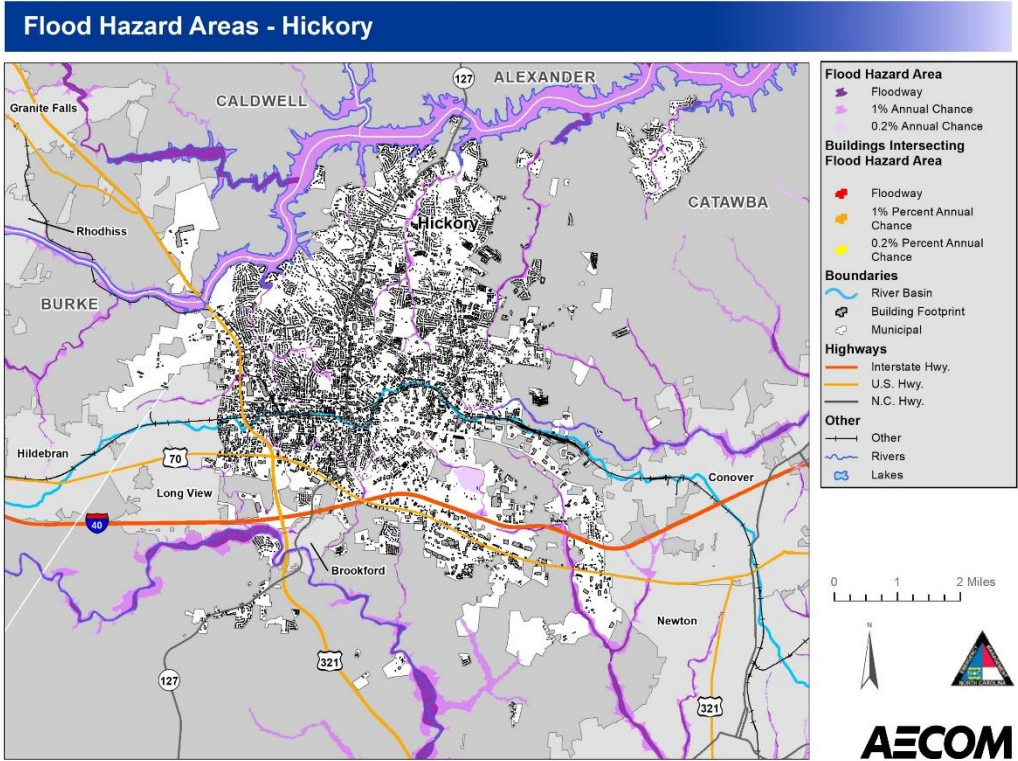 Flood Hazard Areas - Hickory
127
ALEXANDER
CALDWELL
Granite Falls
CATAWBA
Hickory
Rhodhiss
BURKE
Hildebran
70
Long View
Conover
40
Brookford
Newton
321
127
321
Flood Hazard Area
Floodway
1% Annual Chance
0.2% Annual Chance
Buildings Intersecting
Flood Hazard Area
Floodway
1% Percent Annual
Chance
0.2% Percent Annual
Chance
Boundaries
River Basin
Building Footprint
Municipal
Highways
Interstate Hwy.
U.S. Hwy.
N.C. Hwy.
Other
Other
Rivers
Lakes
0 1 2 Miles
N
NORTH CAROLINA
AECOM